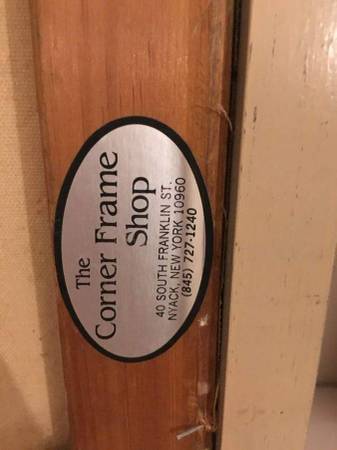 The
Corner Frame
Shop
40 SOUTH FRANKLIN ST.
NYACK, NEW YORK 10960
(845) 727-1240